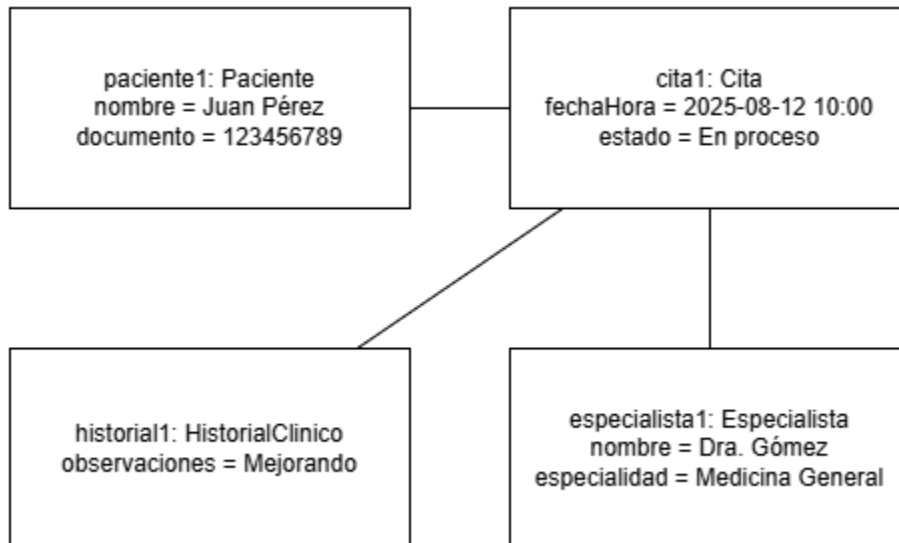 paciente1: Paciente
nombre = Juan Pérez
documento = 123456789
cita1: Cita
fechaHora = 2025-08-12 10:00
estado = En proceso
historial1: HistorialClinico
observaciones = Mejorando
especialista1: Especialista
nombre = Dra. Gómez
especialidad = Medicina General